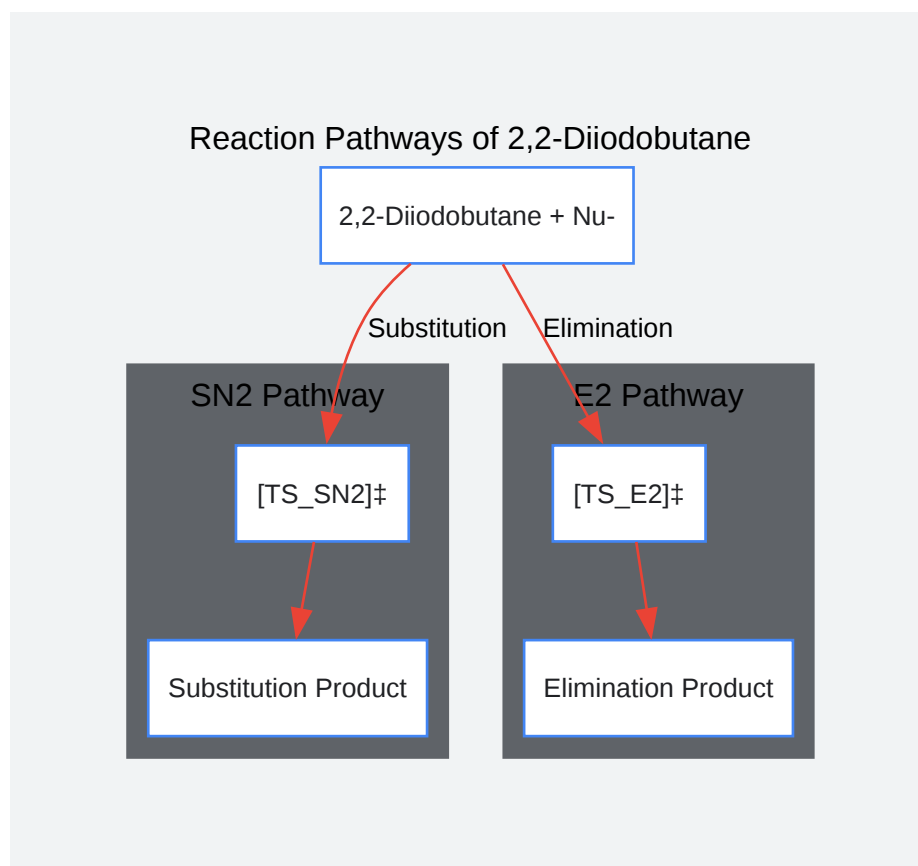 Reaction Pathways of 2,2-Diiodobutane
2,2-Diiodobutane + Nu-
Substitution
Elimination
SN2 Pathway
E2 Pathway
[TS_SN2]‡
[TS_E2]‡
Substitution Product
Elimination Product